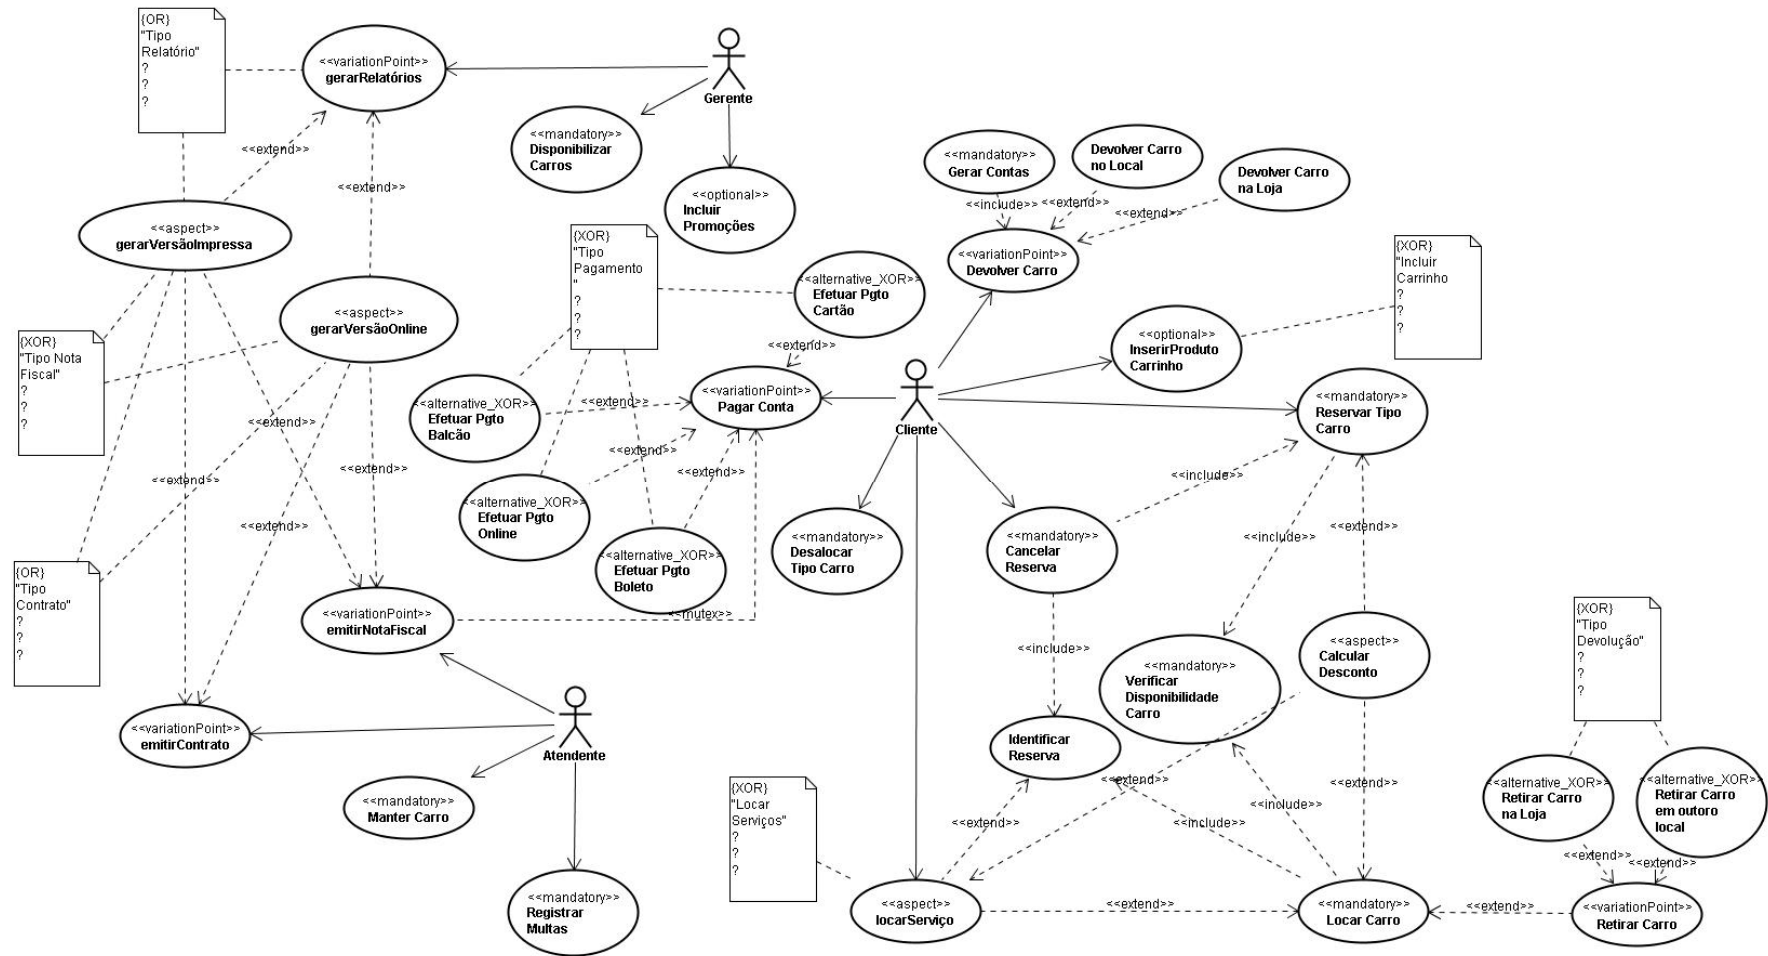 {OR}
"Tipo
Relatório"
?
?
?
<<variationPoint>>
gerarRelatórios
Gerente
<<mandatory>>
Disponibilizar
Carros
<<optional>>
Incluir
Promoções
<<extend>>
<<extend>>
<<aspect>>
gerarVersãoImpressa
<<aspect>>
gerarVersãoOnline
{XOR}
"Tipo Nota
Fiscal"
?
?
?
{OR}
"Tipo
Contrato"
?
?
?
<<extend>>
<<extend>>
<<extend>>
<<extend>>
<<extend>>
<<variationPoint>>
emitirNotaFiscal
<<variationPoint>>
emitirContrato
Atendente
<<mandatory>>
Manter Carro
<<mandatory>>
Registrar
Multas
{XOR}
"Tipo
Pagamento
"
?
?
?
<<alternative_XOR>>
Efetuar Pgto
Cartão
<<extend>>
<<variationPoint>>
Pagar Conta
<<alternative_XOR>>
Efetuar Pgto
Balcão
<<extend>>
<<alternative_XOR>>
Efetuar Pgto
Online
<<extend>>
<<alternative_XOR>>
Efetuar Pgto
Boleto
<<extend>>
<<mutex>>
<<mandatory>>
Gerar Contas
Devolver Carro
no Local
Devolver Carro
na Loja
<<include>>
<<extend>>
<<extend>>
<<variationPoint>>
Devolver Carro
<<optional>>
InserirProduto
Carrinho
{XOR}
"Incluir
Carrinho
?
?
?
Cliente
<<mandatory>>
Reservar Tipo
Carro
<<mandatory>>
Desalocar
Tipo Carro
<<mandatory>>
Cancelar
Reserva
<<include>>
<<include>>
<<extend>>
<<include>>
<<mandatory>>
Verificar
Disponibilidade
Carro
<<aspect>>
Calcular
Desconto
Identificar
Reserva
{XOR}
"Tipo
Devolução"
?
?
?
{XOR}
"Locar
Serviços"
?
?
?
<<extend>>
<<extend>>
<<extend>>
<<include>>
<<include>>
<<alternative_XOR>>
Retirar Carro
na Loja
<<alternative_XOR>>
Retirar Carro
em outoro
local
<<extend>>
<<extend>>
<<aspect>>
locarServiço
<<extend>>
<<mandatory>>
Locar Carro
<<extend>>
<<variationPoint>>
Retirar Carro